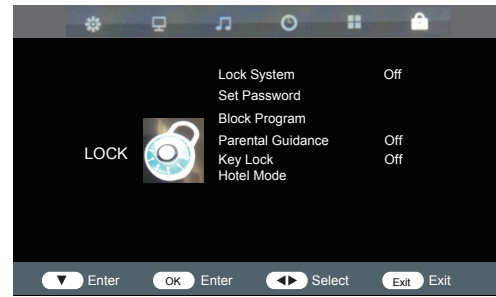 Lock System Off
Set Password
Block Program
Parental Guidance Off
LOCK
Key Lock Off
Hotel Mode
▼ Enter OK Enter ◀▶ Select Exit Exit